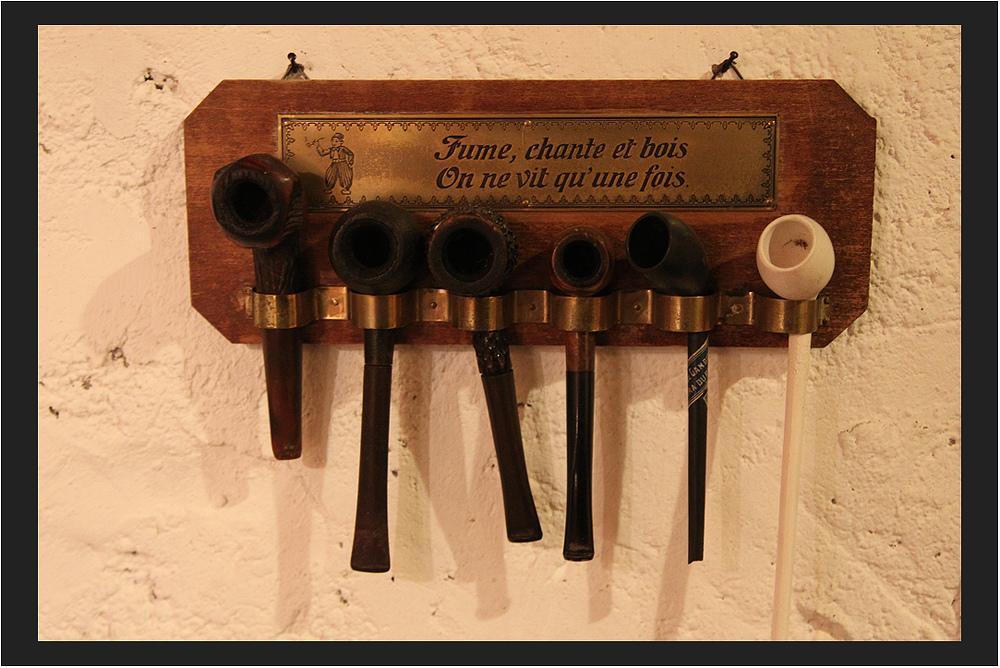 Fume, chante et bois
On ne vit qu'une fois.